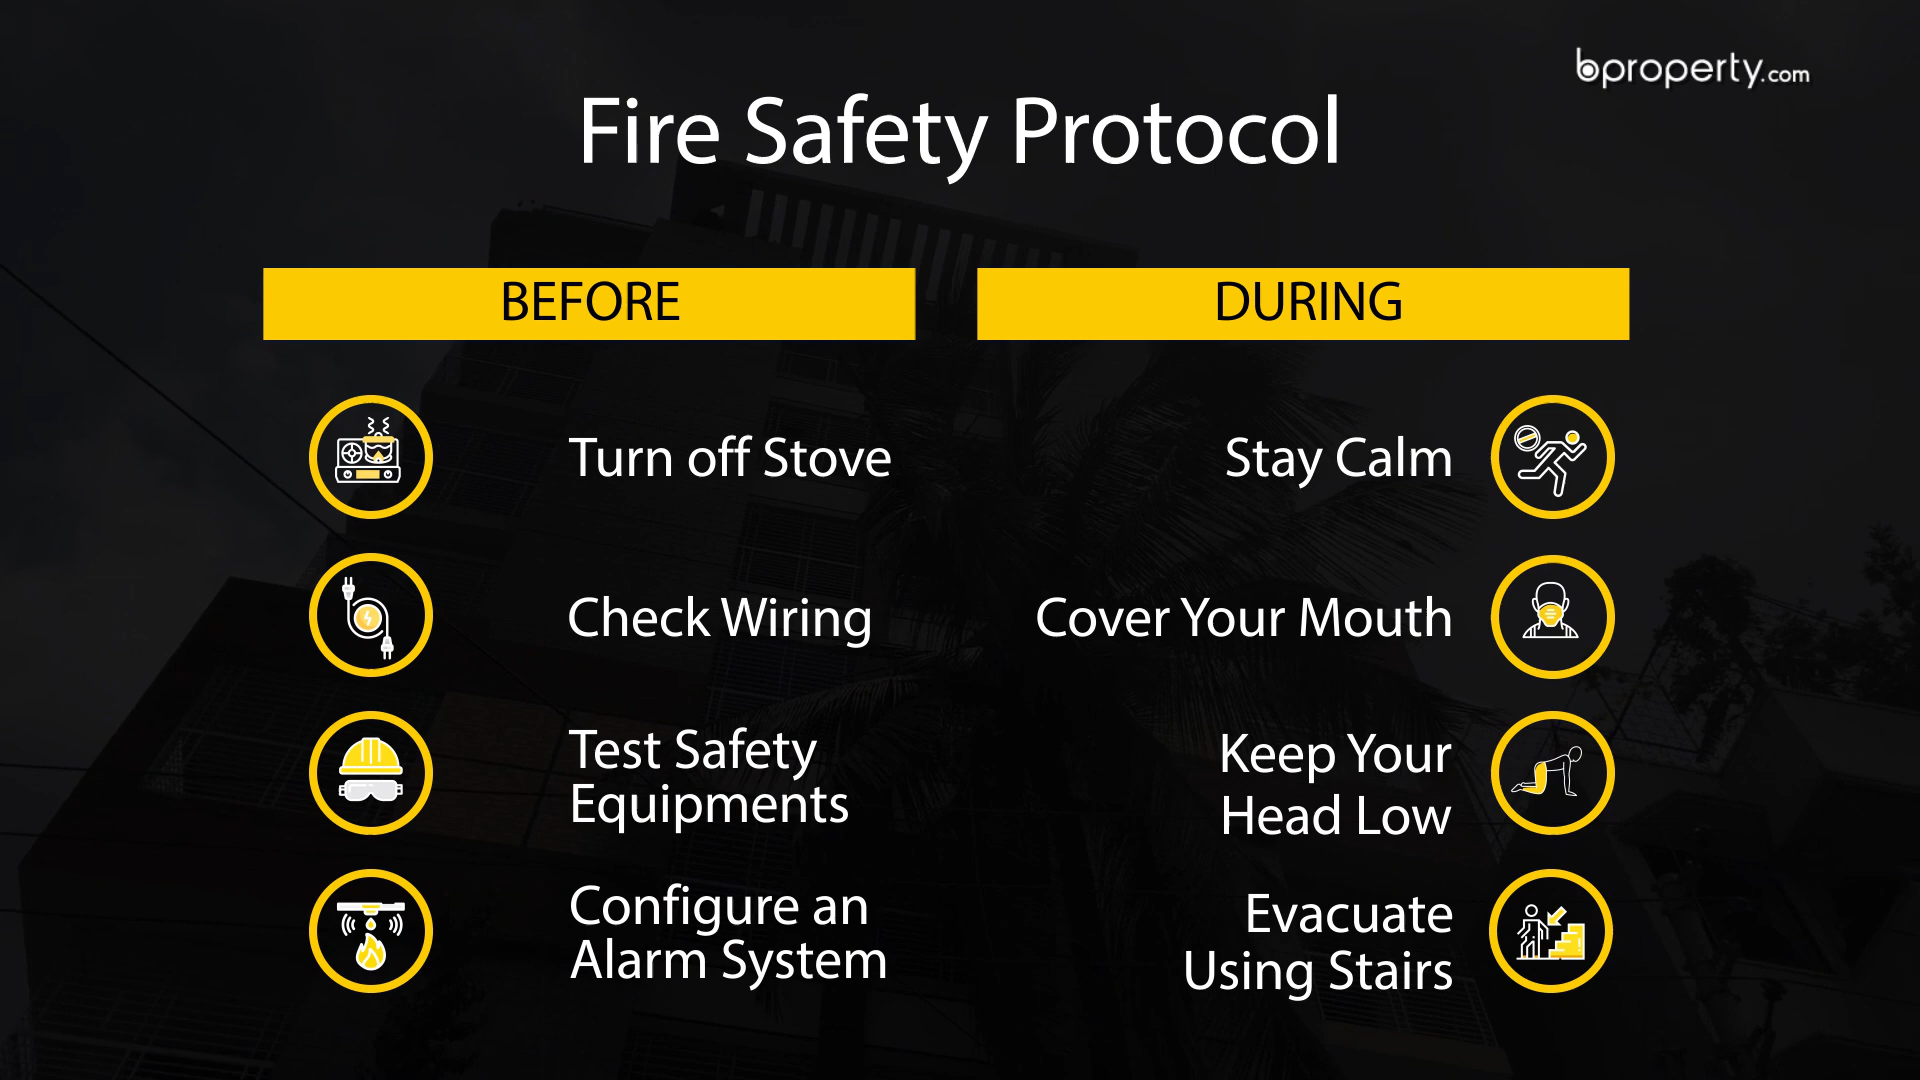 bproperty.com
Fire Safety Protocol
BEFORE
Turn off Stove
Check Wiring
Test Safety
Equipments
Configure an
Alarm System
DURING
Stay Calm
Cover Your Mouth
Keep Your
Head Low
Evacuate
Using Stairs